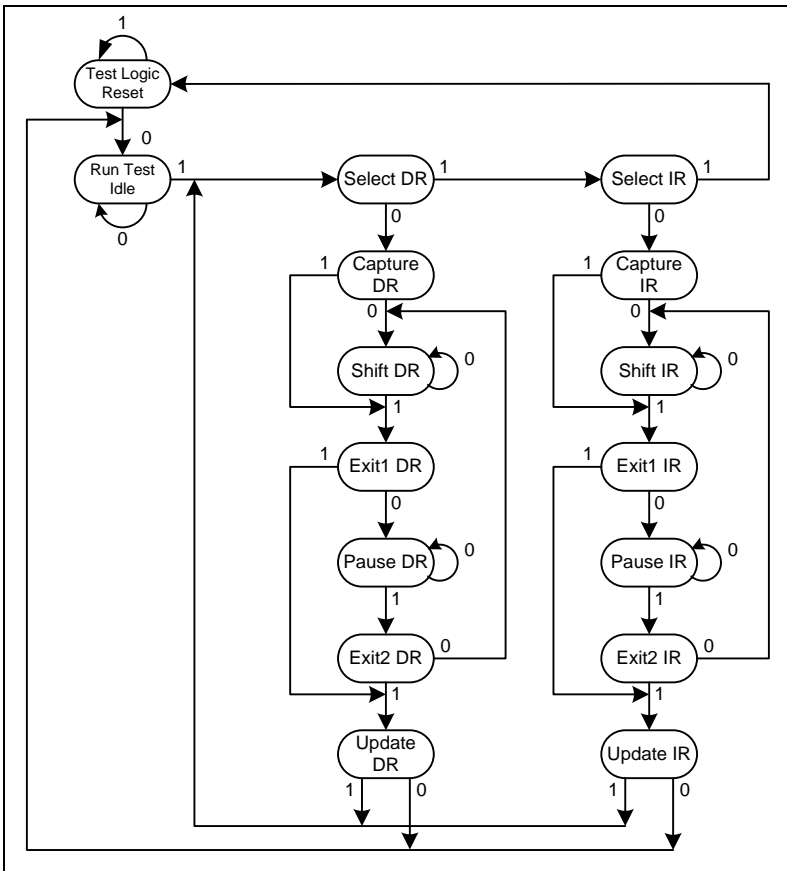 1
Test Logic
Reset
0
Run Test
Idle
1
0
Select DR
1
Select IR
1
0
0
Capture
DR
1
0
Capture
IR
1
0
Shift DR
0
Shift IR
0
1
1
Exit1 DR
1
0
Exit1 IR
1
0
Pause DR
0
Pause IR
0
1
1
Exit2 DR
0
Exit2 IR
0
1
1
Update
DR
Update IR
1
0
1
0